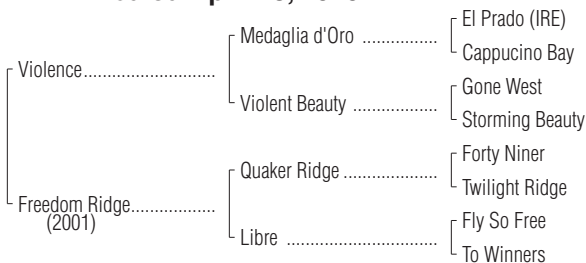 El Prado (IRE)
Medaglia d'Oro ..................
Cappucino Bay
Violence................................
Gone West
Violent Beauty ....................
Storming Beauty
Forty Niner
Quaker Ridge ......................
Twilight Ridge
Freedom Ridge.....................
(2001)
Fly So Free
Libre ....................................
To Winners